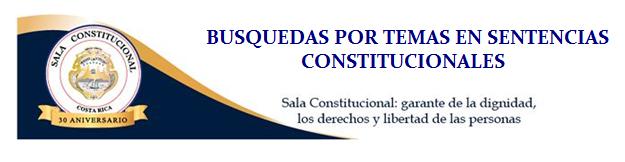 BUSQUEDAS POR TEMAS EN SENTENCIAS
CONSTITUCIONALES
Sala Constitucional: garante de la dignidad,
los derechos y libertad de las personas
SALA CONSTITUCIONAL
COSTA RICA
30 ANIVERSARIO